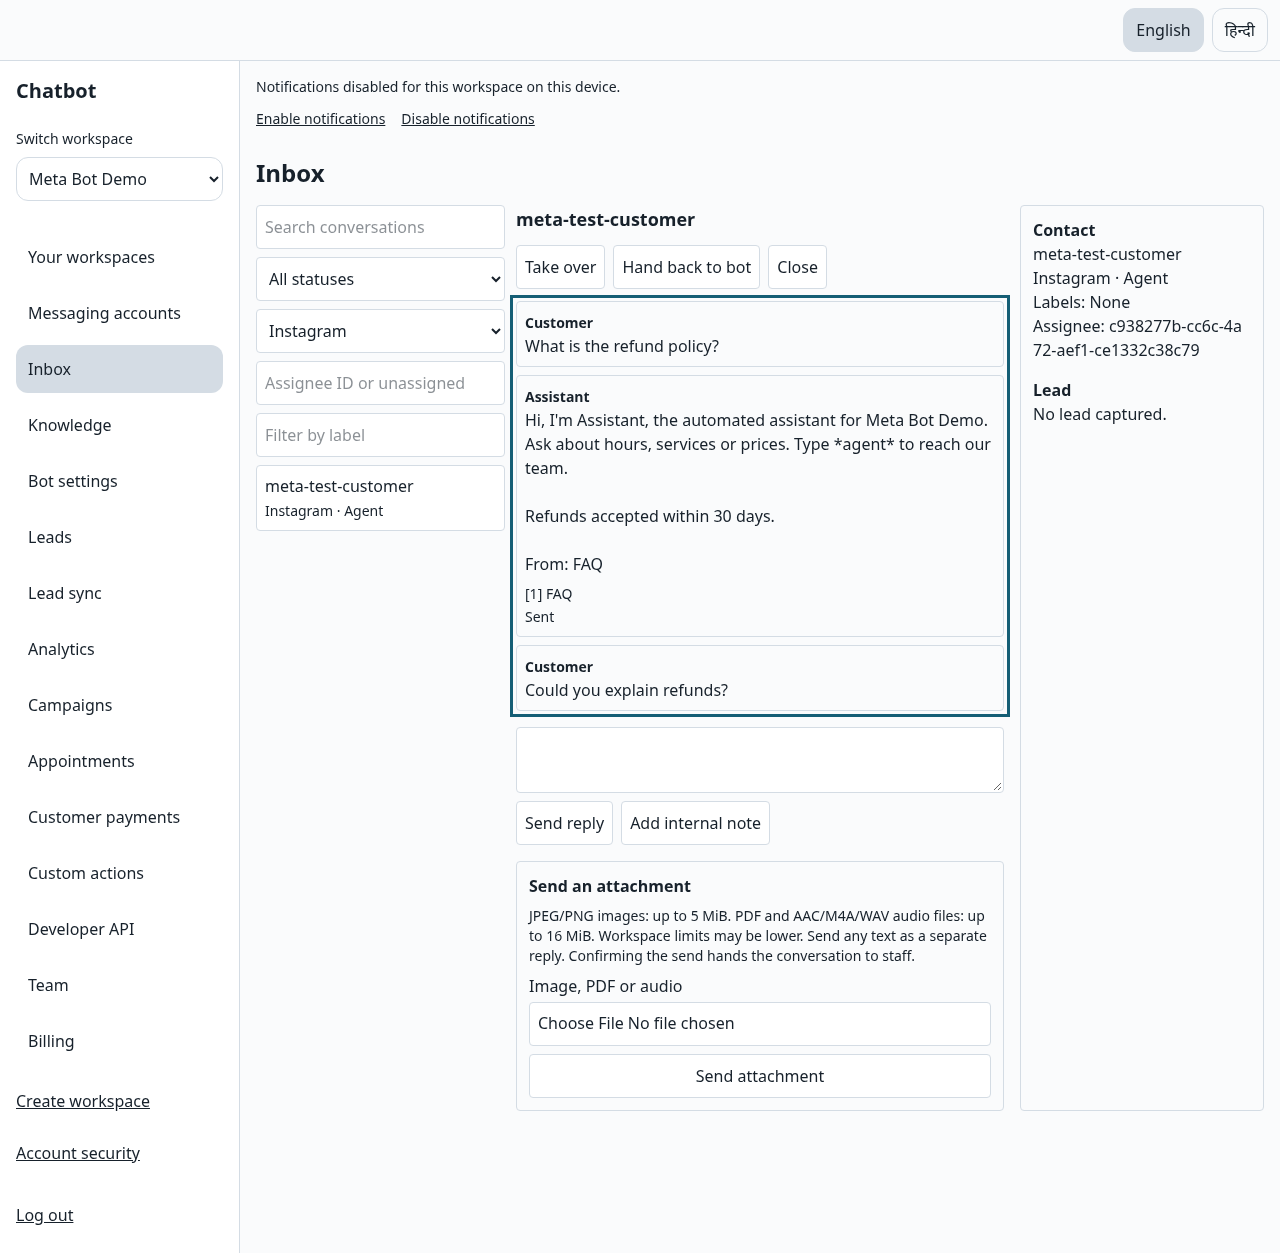 English
हिन्दी
Chatbot
Switch workspace
Meta Bot Demo
Your workspaces
Messaging accounts
Inbox
Knowledge
Bot settings
Leads
Lead sync
Analytics
Campaigns
Appointments
Customer payments
Custom actions
Developer API
Team
Billing
Create workspace
Account security
Log out
Notifications disabled for this workspace on this device.
Enable notifications
Disable notifications
Inbox
Search conversations
All statuses
Instagram
Assignee ID or unassigned
Filter by label
meta-test-customer
Instagram · Agent
meta-test-customer
Take over
Hand back to bot
Close
Customer
What is the refund policy?
Assistant
Hi, I'm Assistant, the automated assistant for Meta Bot Demo.
Ask about hours, services or prices. Type *agent* to reach our
team.
Refunds accepted within 30 days.
From: FAQ
[1] FAQ
Sent
Customer
Could you explain refunds?
Send reply
Add internal note
Send an attachment
JPEG/PNG images: up to 5 MiB. PDF and AAC/M4A/WAV audio files: up
to 16 MiB. Workspace limits may be lower. Send any text as a separate
reply. Confirming the send hands the conversation to staff.
Image, PDF or audio
Choose File No file chosen
Send attachment
Contact
meta-test-customer
Instagram · Agent
Labels: None
Assignee: c938277b-cc6c-4a
72-aef1-ce1332c38c79
Lead
No lead captured.